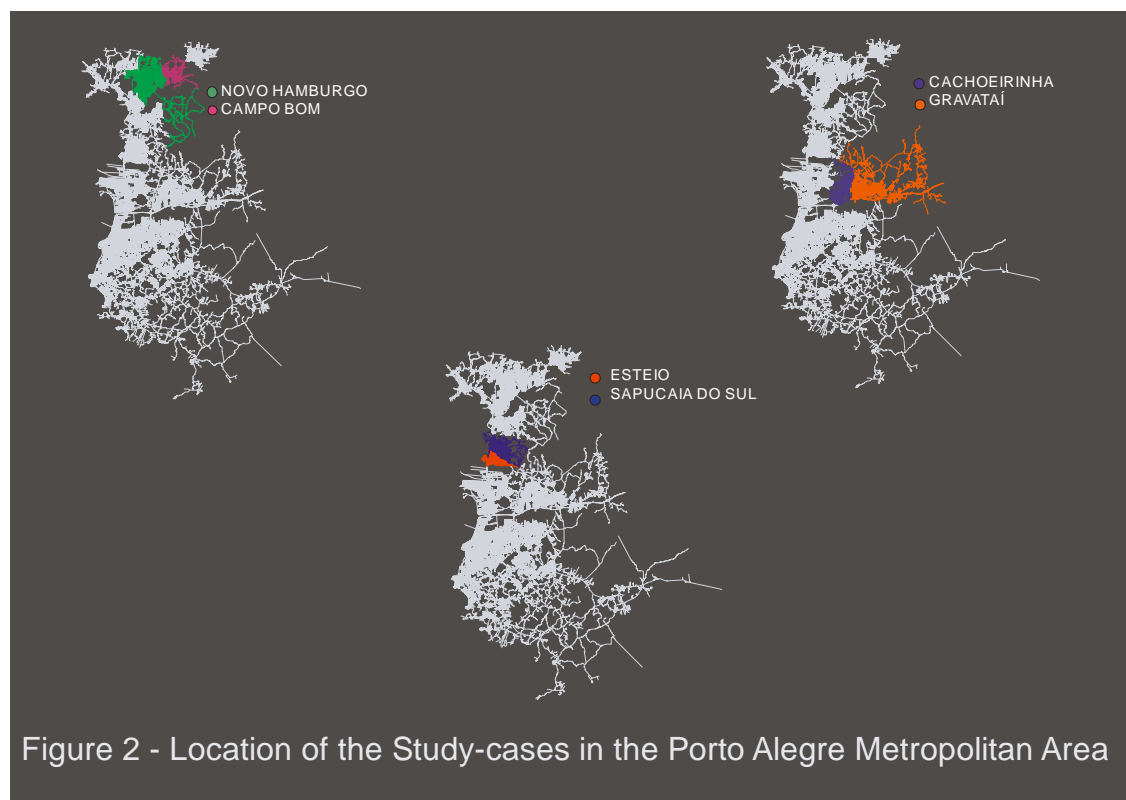 NOVO HAMBURGO
CAMPO BOM
CACHOEIRINHA
GRAVATAÍ
ESTEIO
SAPUCAIA DO SUL
Figure 2 - Location of the Study-cases in the Porto Alegre Metropolitan Area